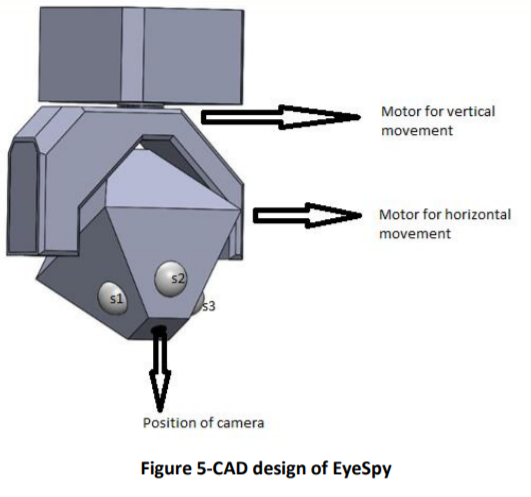 Motor for vertical
movement
Motor for horizontal
movement
s2
s1
s3
Position of camera
Figure 5-CAD design of EyeSpy